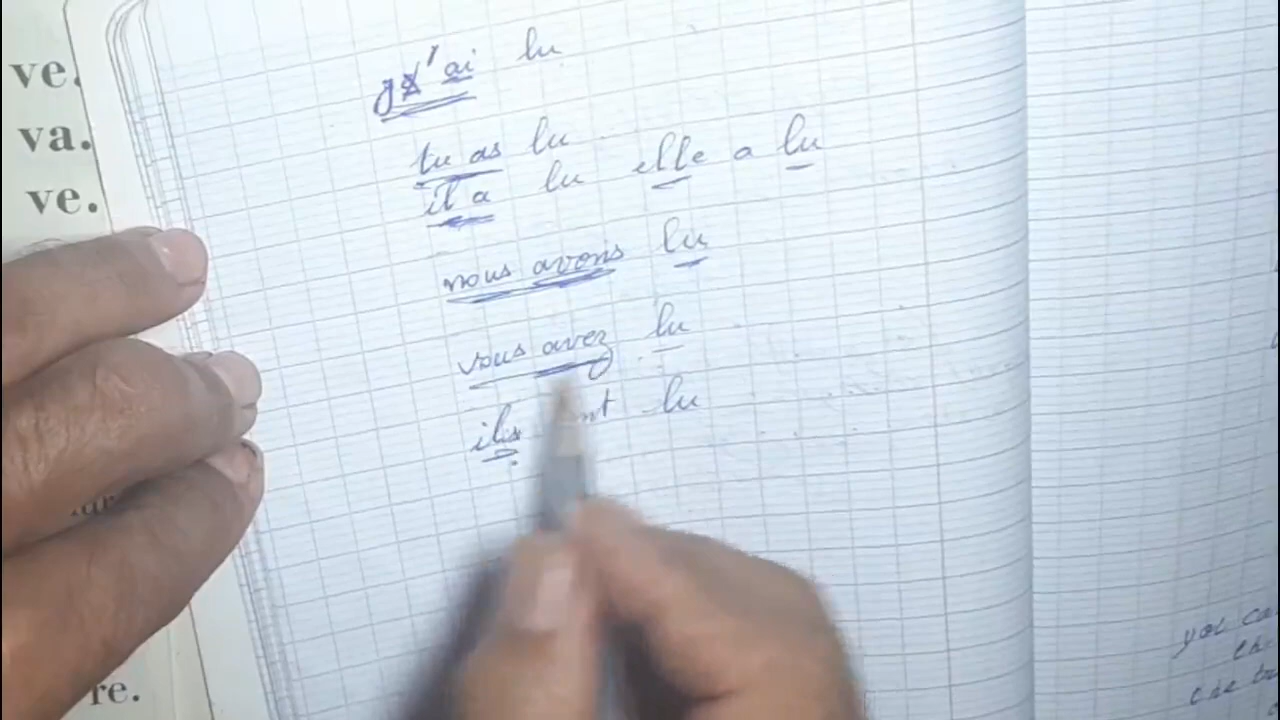 ve.
va.
ve.
j'ai lu
tu as lu
il a lu elle a lu
nous avons lu
vous avez lu
ils lu
re.